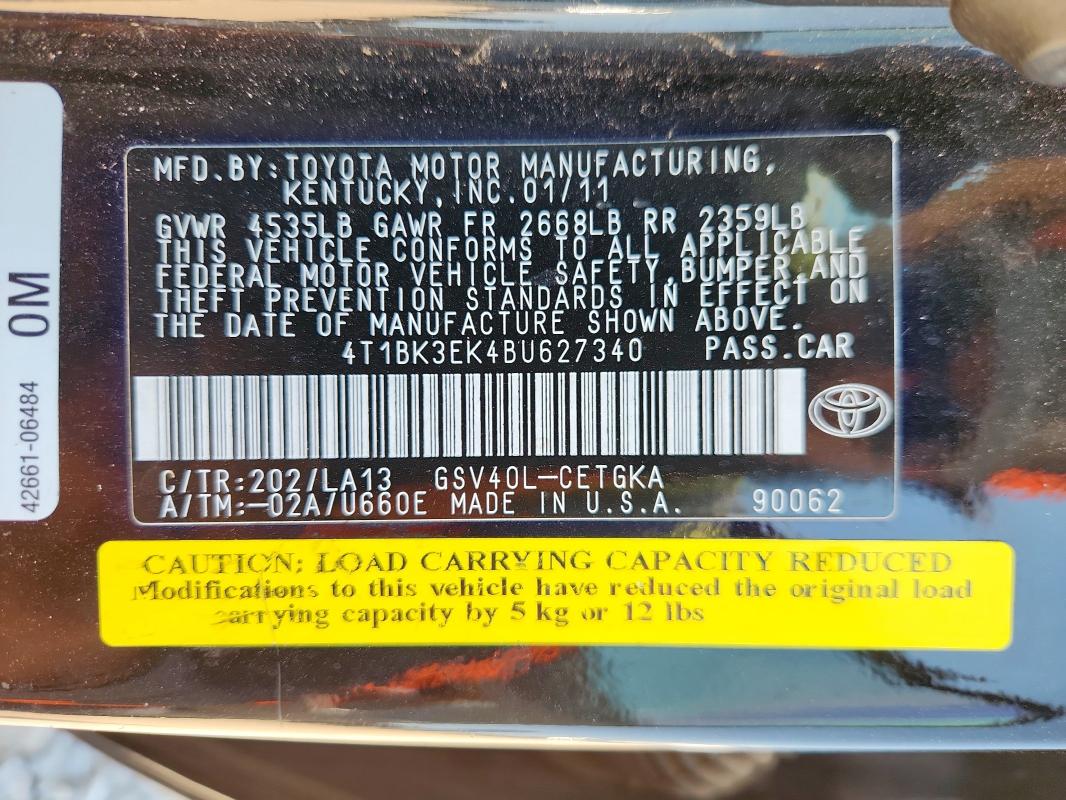 MFD.BY:TOYOTA MOTOR MANUFACTURING,
KENTUCKY,INC.01/11
GVWR 4535LB GAWR FR 2668LB RR 2359LB
THIS VEHICLE CONFORMS TO ALL APPLICABLE
FEDERAL MOTOR VEHICLE SAFETY,BUMPER,AND
THEFT PREVENTION STANDARDS IN EFFECT ON
THE DATE OF MANUFACTURE SHOWN ABOVE.
4T1BK3EK4BU627340 PASS.CAR
C/TR:202/LA13 GSV40L-CETGKA
A/TM:-02A/U660E MADE IN U.S.A. 90062
CAUTION: LOAD CARRYING CAPACITY REDUCED
Modifications to this vehicle have reduced the original load
carrying capacity by 5 kg or 12 lbs
42661-06484 0M